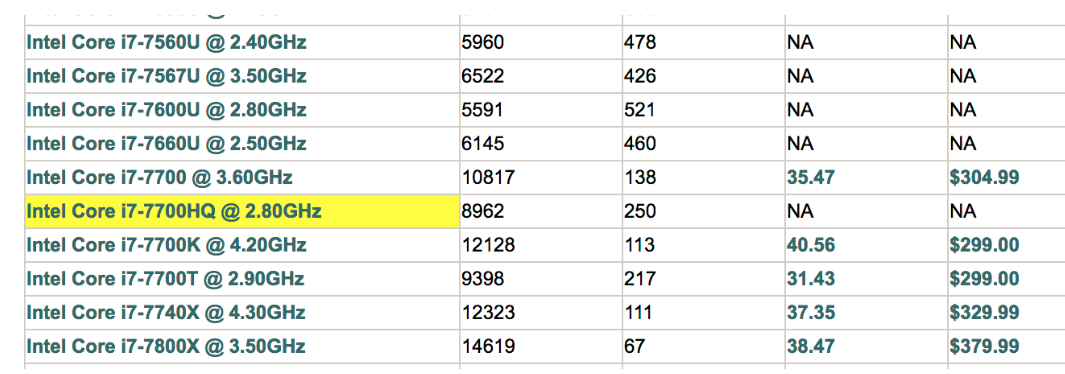 Intel Core i7-7560U @ 2.40GHz 5960 478 NA NA
Intel Core i7-7567U @ 3.50GHz 6522 426 NA NA
Intel Core i7-7600U @ 2.80GHz 5591 521 NA NA
Intel Core i7-7660U @ 2.50GHz 6145 460 NA NA
Intel Core i7-7700 @ 3.60GHz 10817 138 35.47 $304.99
Intel Core i7-7700HQ @ 2.80GHz 8962 250 NA NA
Intel Core i7-7700K @ 4.20GHz 12128 113 40.56 $299.00
Intel Core i7-7700T @ 2.90GHz 9398 217 31.43 $299.00
Intel Core i7-7740X @ 4.30GHz 12323 111 37.35 $329.99
Intel Core i7-7800X @ 3.50GHz 14619 67 38.47 $379.99